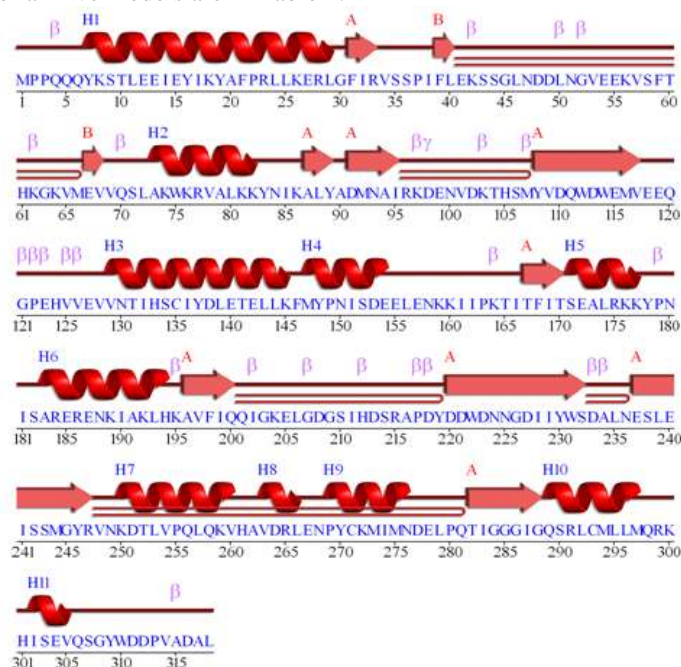 β H1 A B β β
MPPQQQYKSTLEEIEYIKYAFPRLLKERLGFIRVSSPIFLEKSSGLNDDLNGVEEKVSFT
1 5 10 15 20 25 30 35 40 45 50 55 60
β B β H2 A A βγ β β A
HKGKVMEVVQSLAKWKRVALKKYNIKALYADMNAIRKDENVDKTHSMYVDQWDWEMVEEQ
61 65 70 75 80 85 90 95 100 105 110 115 120
βββ ββ H3 H4 β A H5 β
GPEHVVEVVNTIHSCIYDLETELLKFMYPNISDEELENKKIIPKTITFITSEALRKKYPN
121 125 130 135 140 145 150 155 160 165 170 175 180
H6 β A β β β ββ A ββ A
ISARERENKIAKLHKAVFIQQIGKELGDGSIHDSRAPDYDDWDNNGDIIYWSDALNESLE
181 185 190 195 200 205 210 215 220 225 230 235 240
H7 H8 H9 A H10
ISSMGYRVNKDTLVPQLQKVHAVDRLENPYCKMIMNDELPQTIGGGIGQSRLCMLLMQRK
241 245 250 255 260 265 270 275 280 285 290 295 300
H11 β
HISEVQSGYWDDPVADAL
301 305 310 315